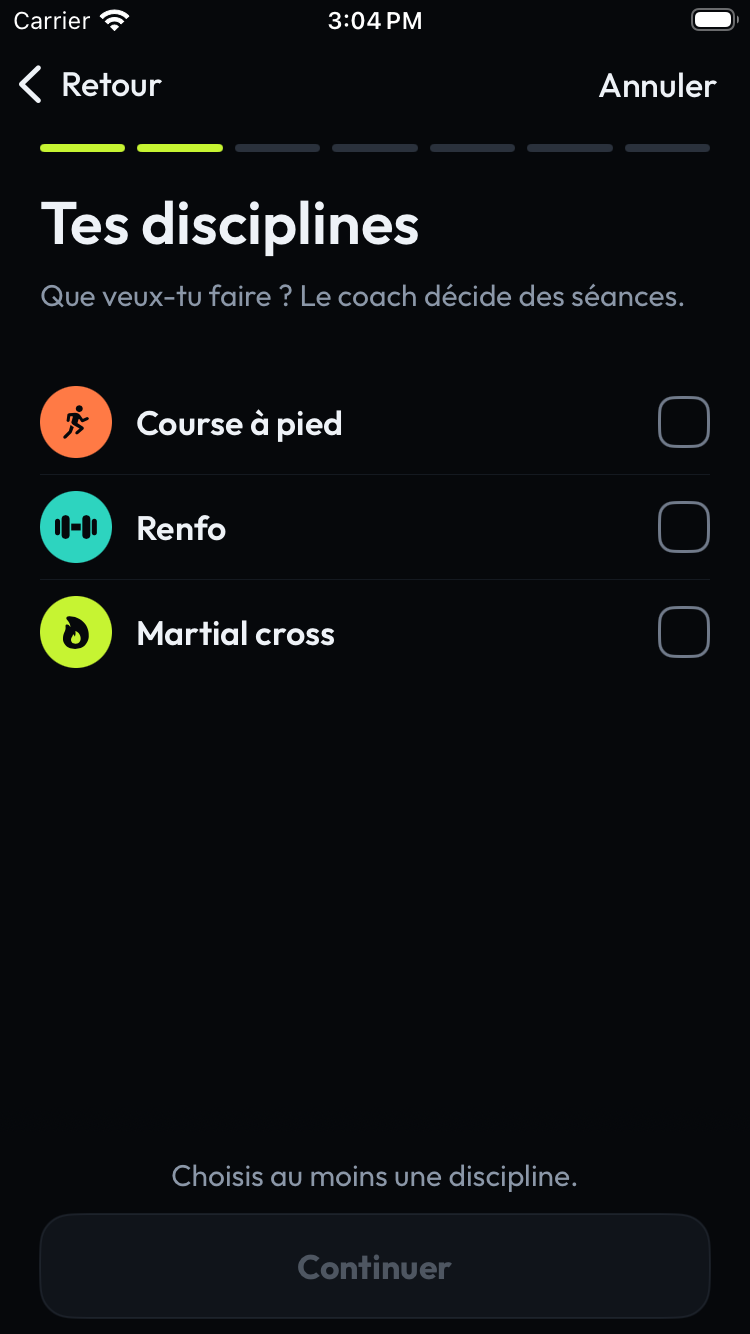 Carrier 3:04 PM
Retour Annuler
Tes disciplines
Que veux-tu faire ? Le coach décide des séances.
Course à pied
Renfo
Martial cross
Choisis au moins une discipline.
Continuer